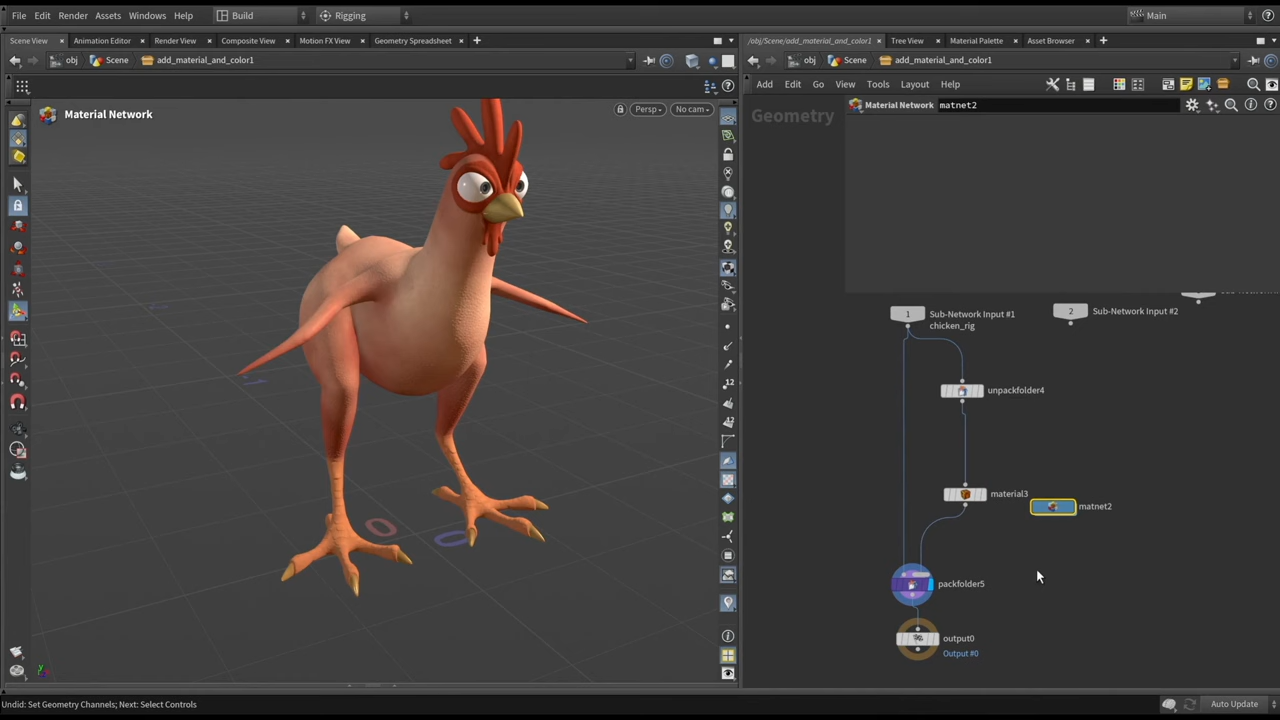 File Edit Render Assets Windows Help Build Rigging Main
Scene View Animation Editor Render View Composite View Motion FX View Geometry Spreadsheet
/obj/Scene/add_material_and_color1 Tree View Material Palette Asset Browser
obj Scene add_material_and_color1
obj Scene add_material_and_color1
Add Edit Go View Tools Layout Help
Material Network matnet2
Material Network
Persp
No cam
Geometry
1
Sub-Network Input #1
chicken_rig
2
Sub-Network Input #2
unpackfolder4
material3
matnet2
packfolder5
output0
Output #0
12
Undid: Set Geometry Channels; Next: Select Controls
Auto Update